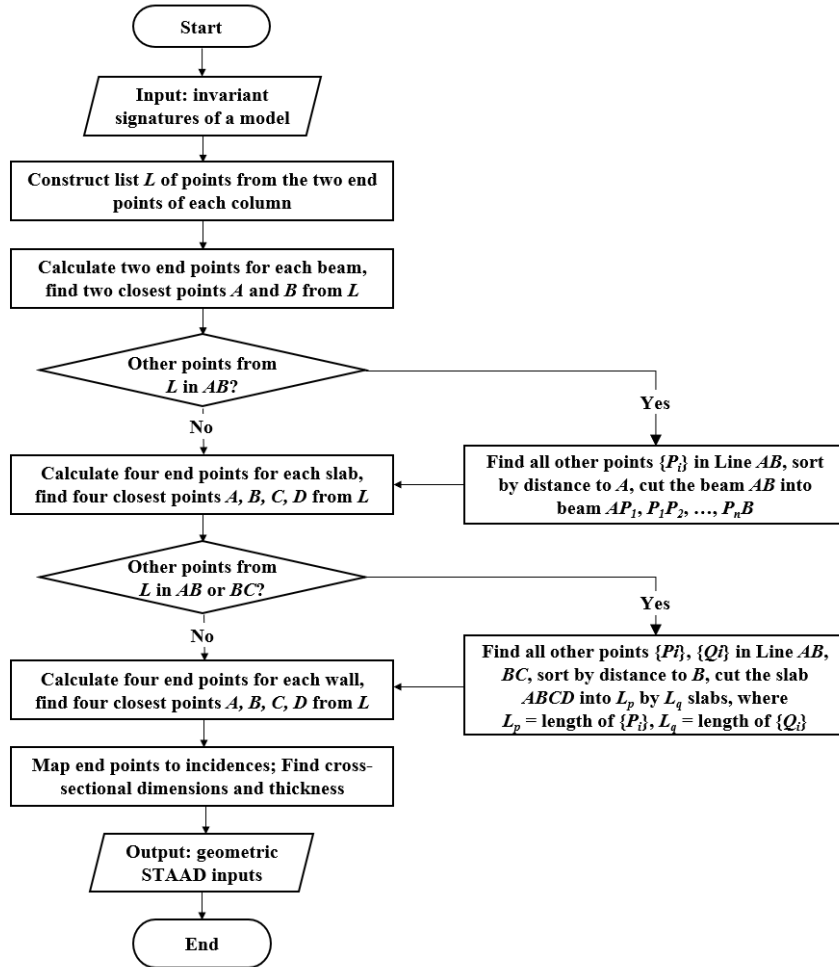 Start
Input: invariant
signatures of a model
Construct list L of points from the two end
points of each column
Calculate two end points for each beam,
find two closest points A and B from L
Other points from
L in AB?
Yes
No
Find all other points {Pi} in Line AB, sort
by distance to A, cut the beam AB into
beam AP1, P1P2, …, PnB
Calculate four end points for each slab,
find four closest points A, B, C, D from L
Other points from
L in AB or BC?
Yes
No
Find all other points {Pi}, {Qi} in Line AB,
BC, sort by distance to B, cut the slab
ABCD into Lp by Lq slabs, where
Lp = length of {Pi}, Lq = length of {Qi}
Calculate four end points for each wall,
find four closest points A, B, C, D from L
Map end points to incidences; Find cross-
sectional dimensions and thickness
Output: geometric
STAAD inputs
End